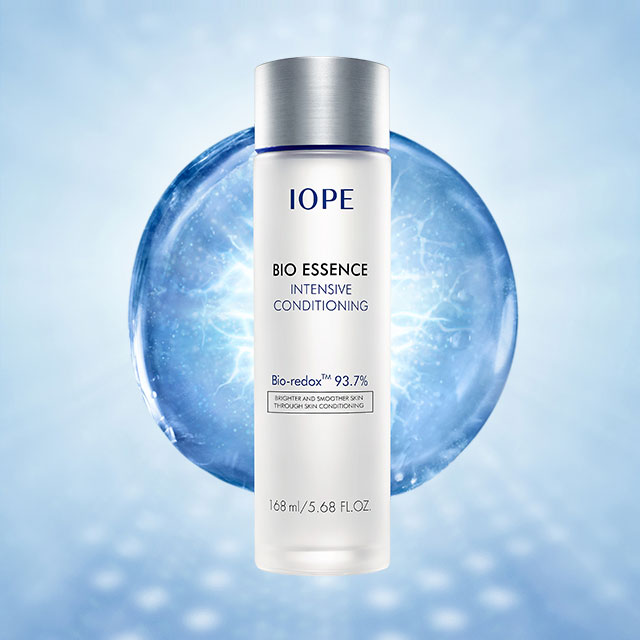 IOPE
BIO ESSENCE
INTENSIVE
CONDITIONING
Bio-redox™ 93.7%
BRIGHTER AND SMOOTHER SKIN
THROUGH SKIN CONDITIONING
168 ml/5.68 FL.OZ.